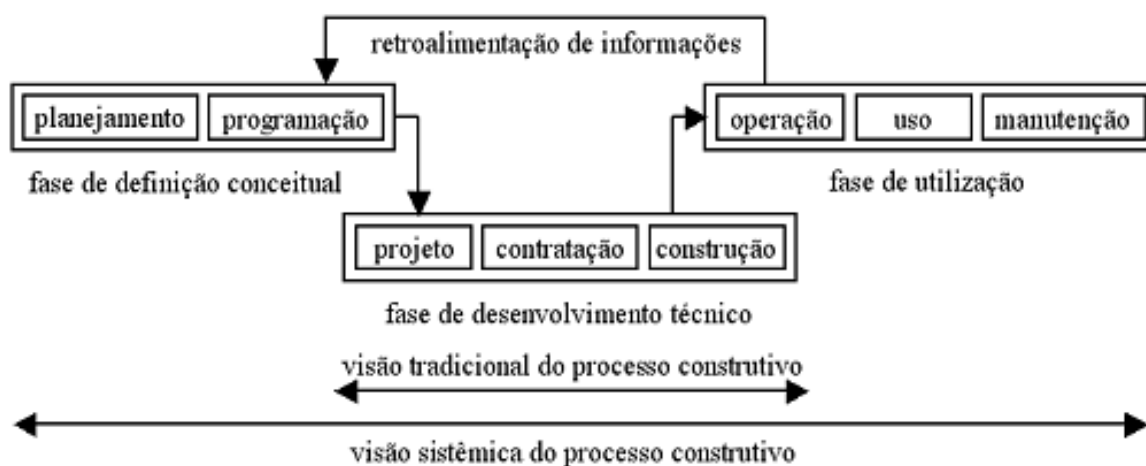 retroalimentação de informações
planejamento programação
operação uso manutenção
fase de definição conceitual
fase de utilização
projeto contratação construção
fase de desenvolvimento técnico
visão tradicional do processo construtivo
visão sistêmica do processo construtivo